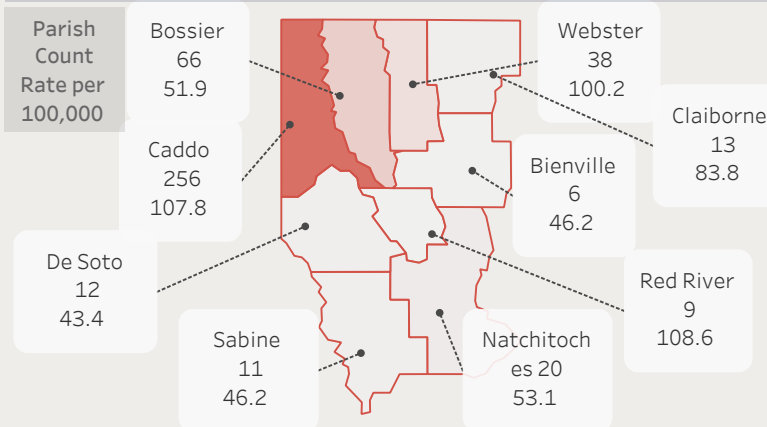 Parish
Count
Rate per
100,000
Bossier
66
51.9
Webster
38
100.2
Claiborne
13
83.8
Caddo
256
107.8
Bienville
6
46.2
De Soto
12
43.4
Red River
9
108.6
Sabine
11
46.2
Natchitoch
es 20
53.1